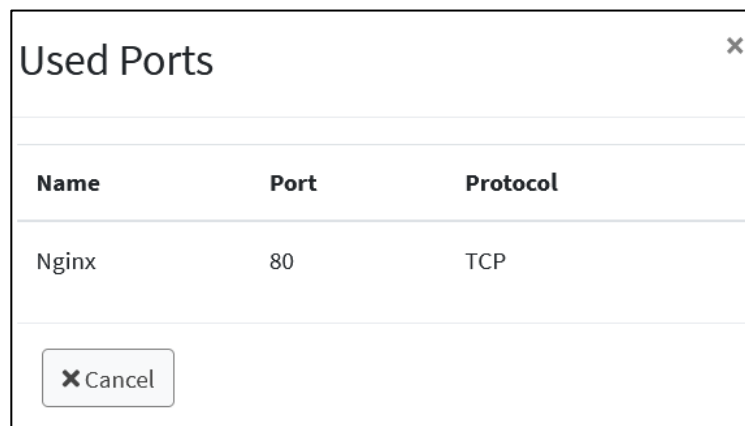 Used Ports ×
Name Port Protocol
Nginx 80 TCP
× Cancel